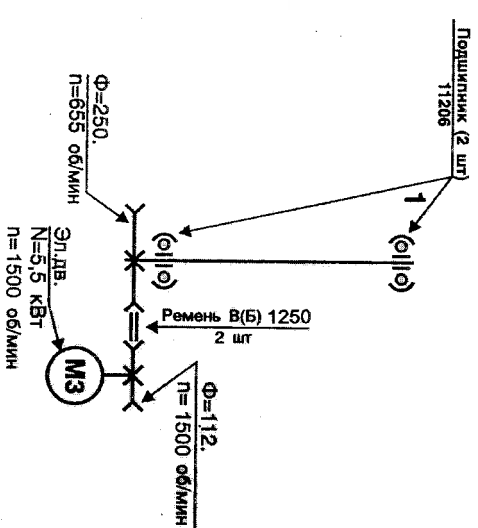 Подшипник (2 шт)
11206
1
Ф=250.
n=655 об/мин
Ремень В(Б) 1250
2 шт
Эл.дв.
N=5,5 кВт
n=1500 об/мин
М3
Ф=112.
n=1500 об/мин